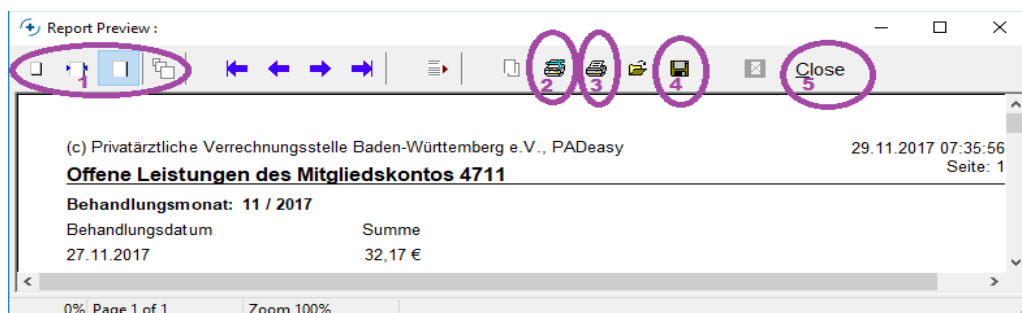 Report Preview :
1
2
3
4
Close
5
(c) Privatärztliche Verrechnungsstelle Baden-Württemberg e.V., PADeasy 29.11.2017 07:35:56
Offene Leistungen des Mitgliedskontos 4711 Seite: 1
Behandlungsmonat: 11 / 2017
Behandlungsdatum Summe
27.11.2017 32,17 €
0% Page 1 of 1 Zoom 100%